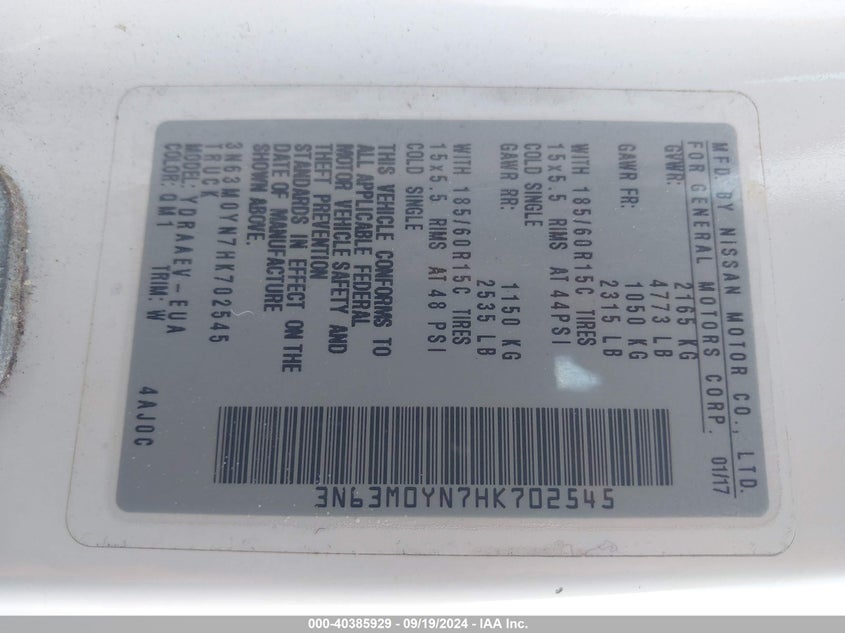 MFD. BY NISSAN MOTOR CO., LTD.
FOR GENERAL MOTORS CORP. 01/17
GVWR: 2165 KG
4773 LB
GAWR FR: 1050 KG
2315 LB
WITH 185/60R15C TIRES
15x5.5 RIMS AT 44PSI
COLD SINGLE
GAWR RR: 1150 KG
2535 LB
WITH 185/60R15C TIRES
15x5.5 RIMS AT 48 PSI
COLD SINGLE
THIS VEHICLE CONFORMS TO
ALL APPLICABLE FEDERAL
MOTOR VEHICLE SAFETY AND
THEFT PREVENTION
STANDARDS IN EFFECT ON THE
DATE OF MANUFACTURE
SHOWN ABOVE.
3N63M0YN7HK702545
TRUCK
MODEL: YDRAAEV-EUA
COLOR: QM1 TRIM: W 4AJ0C
3N63M0YN7HK702545
000-40385929 - 09/19/2024 - IAA Inc.